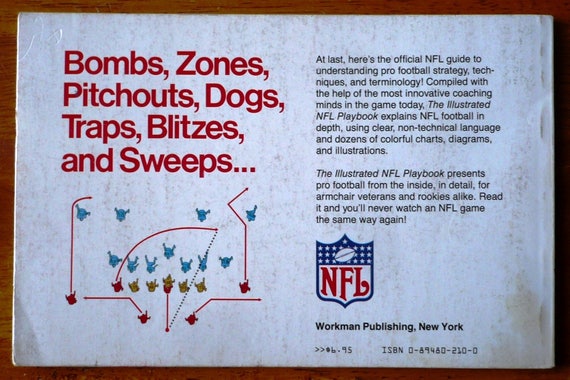 Bombs, Zones,
Pitchouts, Dogs,
Traps, Blitzes,
and Sweeps...
At last, here's the official NFL guide to
understanding pro football strategy, tech-
niques, and terminology! Compiled with
the help of the most innovative coaching
minds in the game today, The Illustrated
NFL Playbook explains NFL football in
depth, using clear, non-technical language
and dozens of colorful charts, diagrams,
and illustrations.
The Illustrated NFL Playbook presents
pro football from the inside, in detail, for
armchair veterans and rookies alike. Read
it and you'll never watch an NFL game
the same way again!
NFL
Workman Publishing, New York
>>$6.95 ISBN 0-89480-210-0